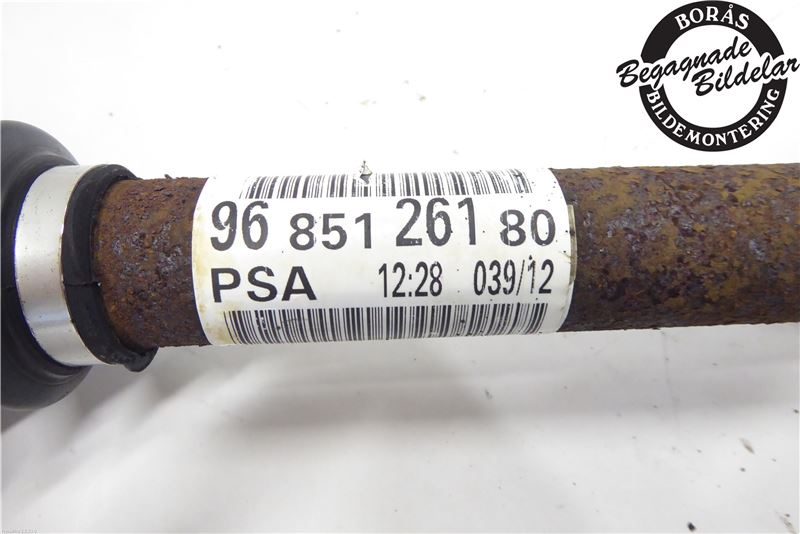 BORÅS
Begagnade
Bildelar
BILDEMONTERING
96 851 261 80
PSA 12:28 039/12